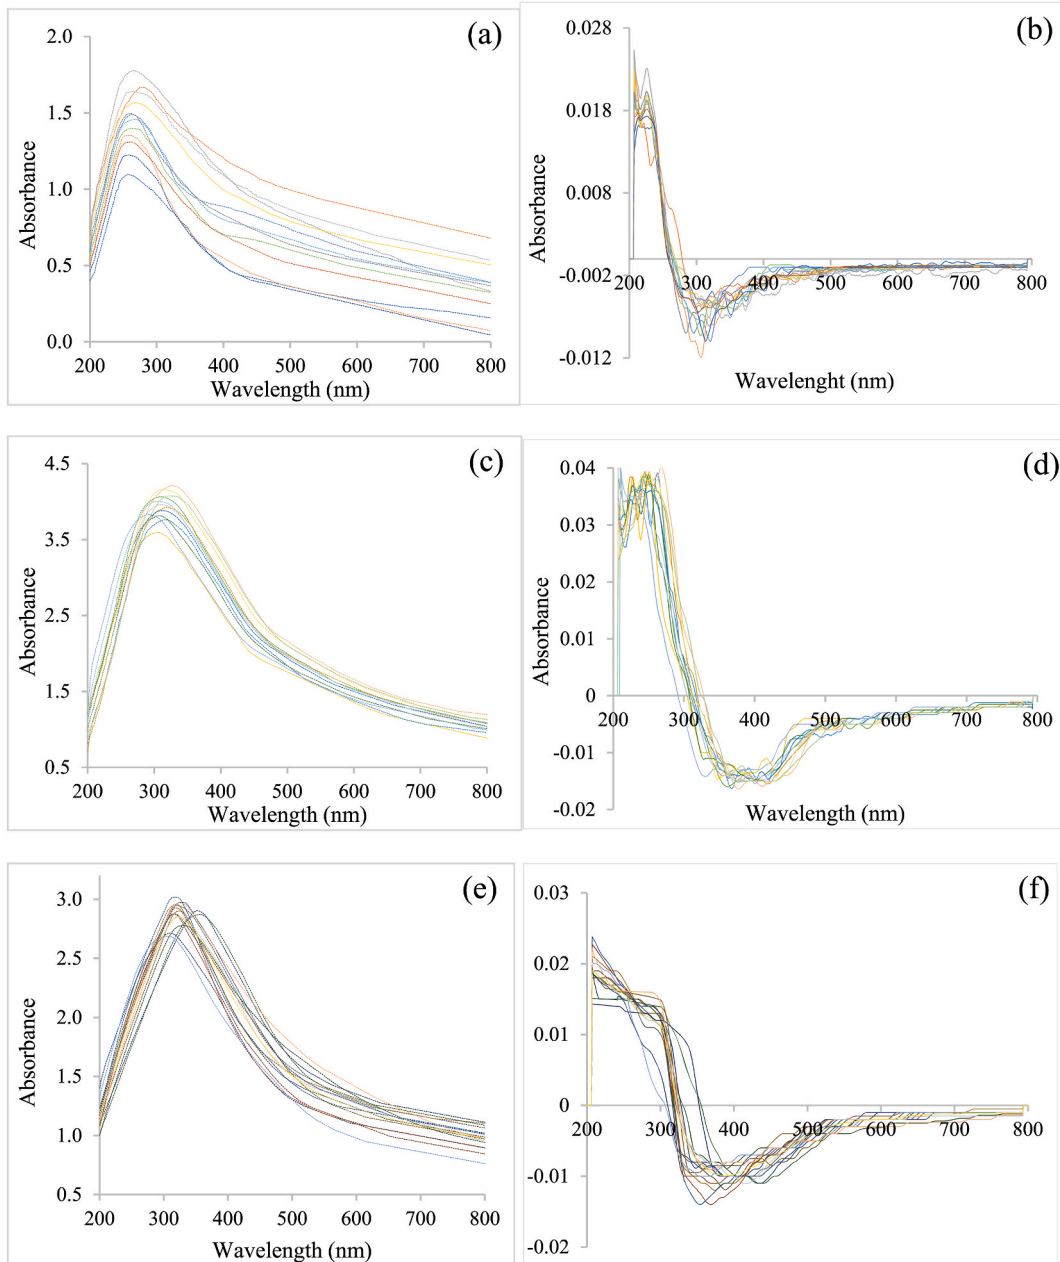 (a)
2.0
1.5
1.0
0.5
0.0
Absorbance
200 300 400 500 600 700 800
Wavelength (nm)
(b)
0.028
0.018
0.008
-0.002
-0.012
Absorbance
200 300 400 500 600 700 800
Wavelenght (nm)
(c)
4.5
3.5
2.5
1.5
0.5
Absorbance
200 300 400 500 600 700 800
Wavelength (nm)
(d)
0.04
0.03
0.02
0.01
0
-0.01
-0.02
Absorbance
200 300 400 500 600 700 800
Wavelength (nm)
(e)
3.0
2.5
2.0
1.5
1.0
0.5
Absorbance
200 300 400 500 600 700 800
Wavelength (nm)
(f)
0.03
0.02
0.01
0
-0.01
-0.02
200 300 400 500 600 700 800